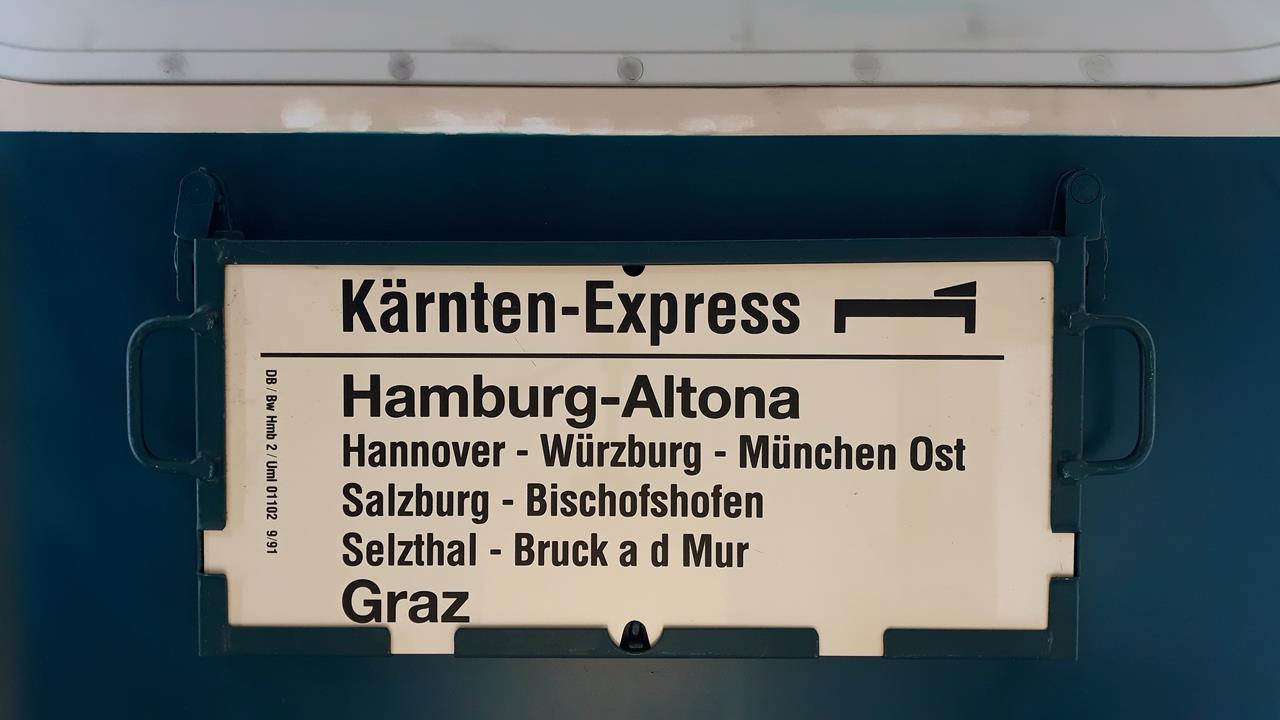 Kärnten-Express
Hamburg-Altona
Hannover - Würzburg - München Ost
Salzburg - Bischofshofen
Selzthal - Bruck a d Mur
Graz
DB / Bw Hmb 2 / Uml 01102 9/91